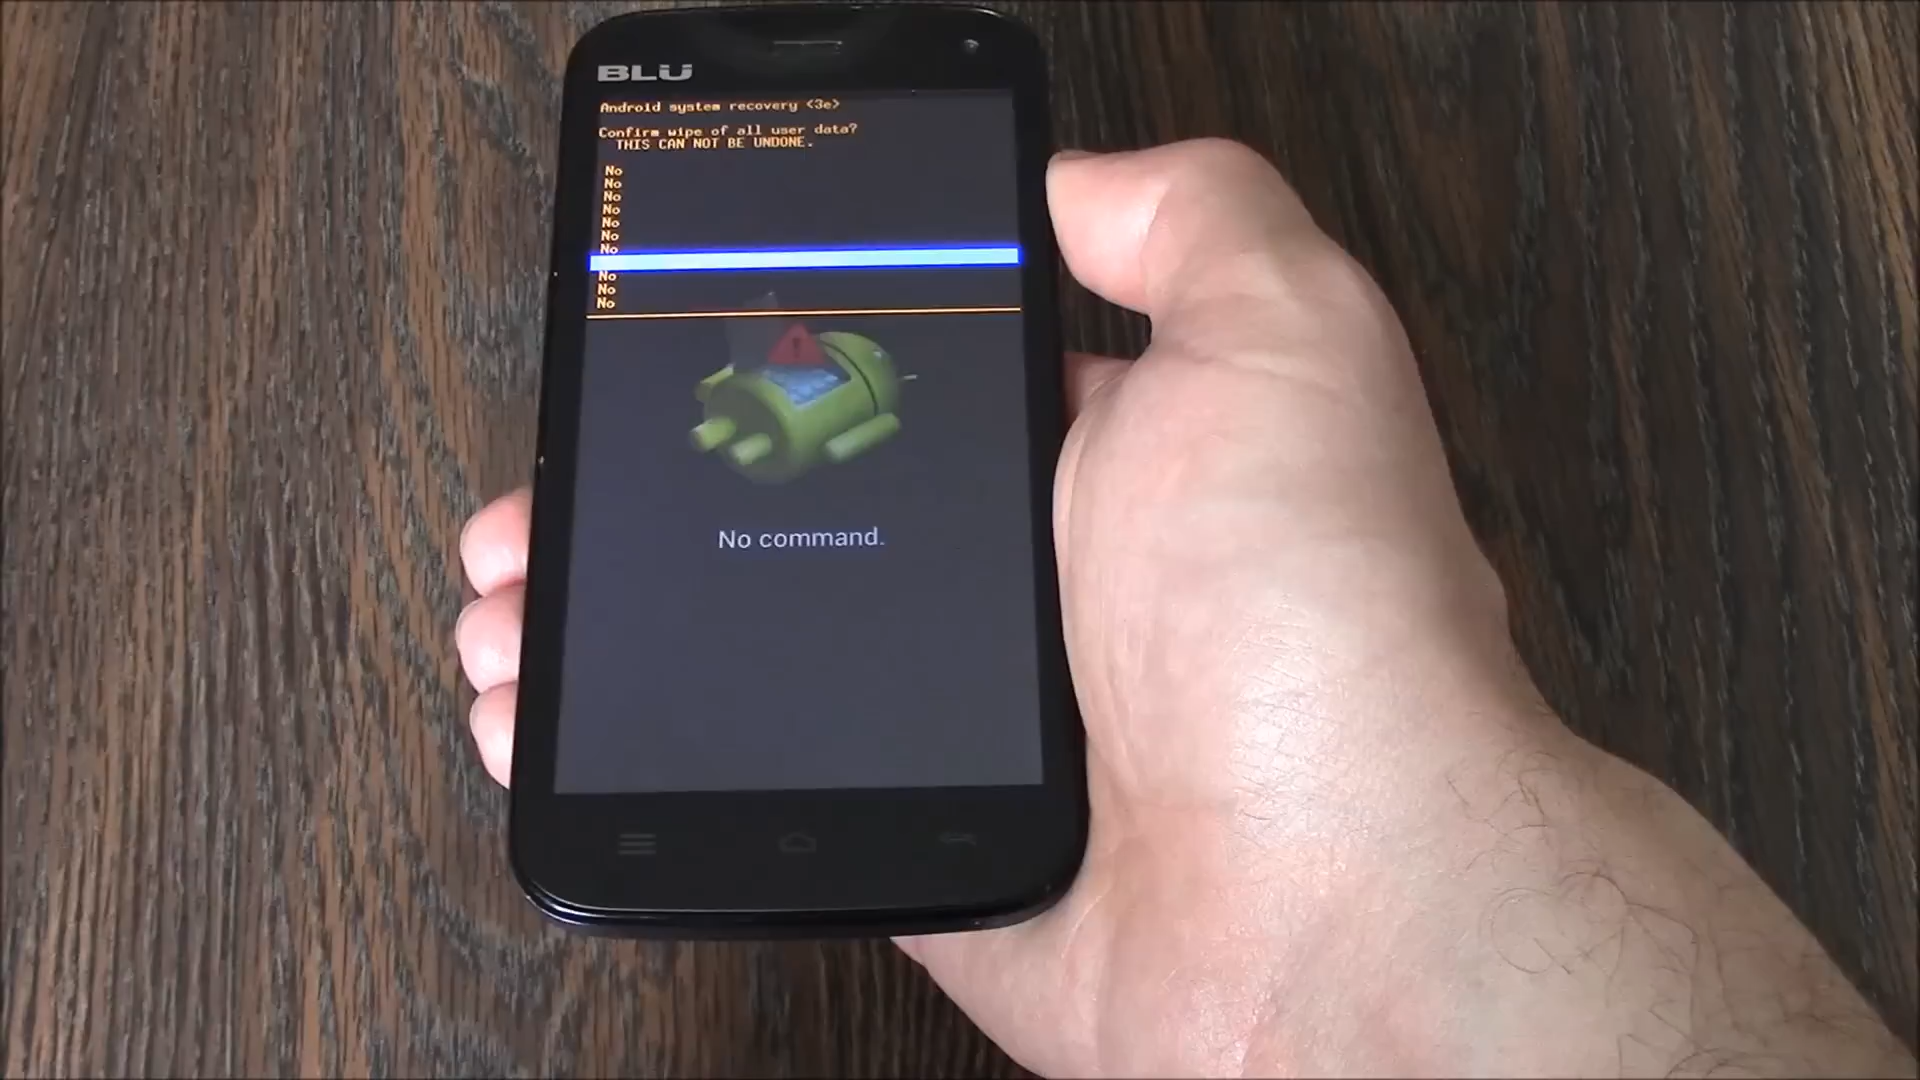 BLU
Android system recovery <3e>
Confirm wipe of all user data?
THIS CAN NOT BE UNDONE.
No
No
No
No
No
No
No
No
No
No
No command.